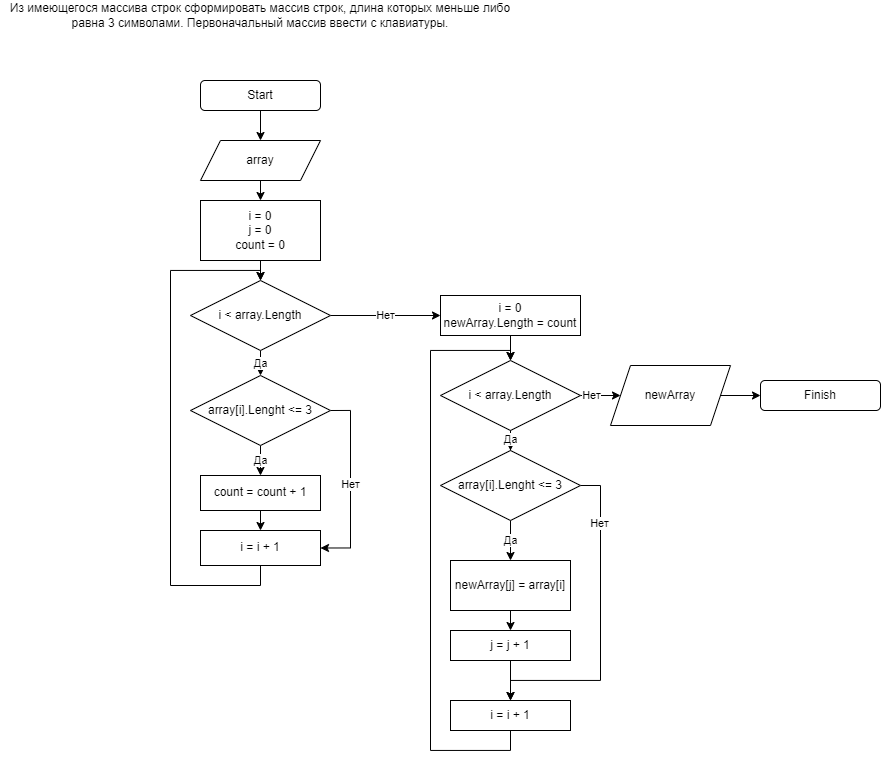 Из имеющегося массива строк сформировать массив строк, длина которых меньше либо
равна 3 символами. Первоначальный массив ввести с клавиатуры.
Start
array
i = 0
j = 0
count = 0
i < array.Length
Да
array[i].Lenght <= 3
Да
Нет
count = count + 1
i = i + 1
Нет
i = 0
newArray.Length = count
i < array.Length
Нет
newArray
Finish
Да
array[i].Lenght <= 3
Да
Нет
newArray[j] = array[i]
j = j + 1
i = i + 1